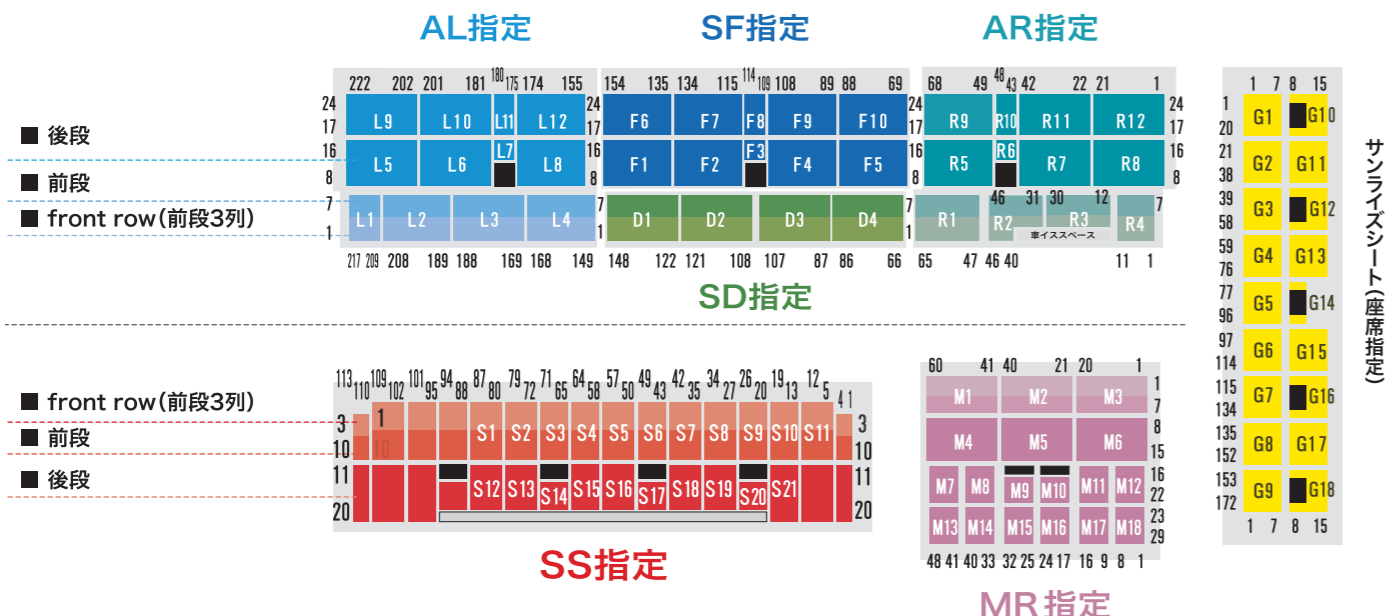 AL指定 SF指定 AR指定
222 202 201 181 180 175 174 155 154 135 134 115 114 109 108 89 88 69 68 49 48 43 42 22 21 1 1 7 8 15
24 L9 L10 L11 L12 24 F6 F7 F8 F9 F10 24 R9 R10 R11 R12 24
17 17 17 17
■ 後段
16 L5 L6 L7 L8 16 F1 F2 F3 F4 F5 16 R5 R6 R7 R8 16
8 8 8 8
■ 前段
7 L1 L2 L3 L4 7 D1 D2 D3 D4 7 R1 46 R2 31 30 R3 12 R4 7
■ front row(前段3列)
1 1 1 車イススペース
217 209 208 189 188 169 168 149 148 122 121 108 107 87 86 66 65 47 46 40 11 1
SD指定
1 G1 G10
20
21 G2 G11
38
39 G3 G12
58
59 G4 G13
76
77 G5 G14
96
97 G6 G15
114
115 G7 G16
134
135 G8 G17
152
153 G9 G18
172
1 7 8 15
サンライズシート(座席指定)
113 110 109 102 101 95 94 88 87 80 79 72 71 65 64 58 57 50 49 43 42 35 34 27 26 20 19 13 12 5 4 1
■ front row(前段3列)
3 1 3
■ 前段
10 10 S1 S2 S3 S4 S5 S6 S7 S8 S9 S10 S11 10
■ 後段
11 S12 S13 S14 S15 S16 S17 S18 S19 S20 S21 11
20 20
SS指定
60 41 40 21 20 1
M1 M2 M3 1
7
M4 M5 M6 8
15
M7 M8 M9 M10 M11 M12 16
22
M13 M14 M15 M16 M17 M18 23
29
48 41 40 33 32 25 24 17 16 9 8 1
MR指定